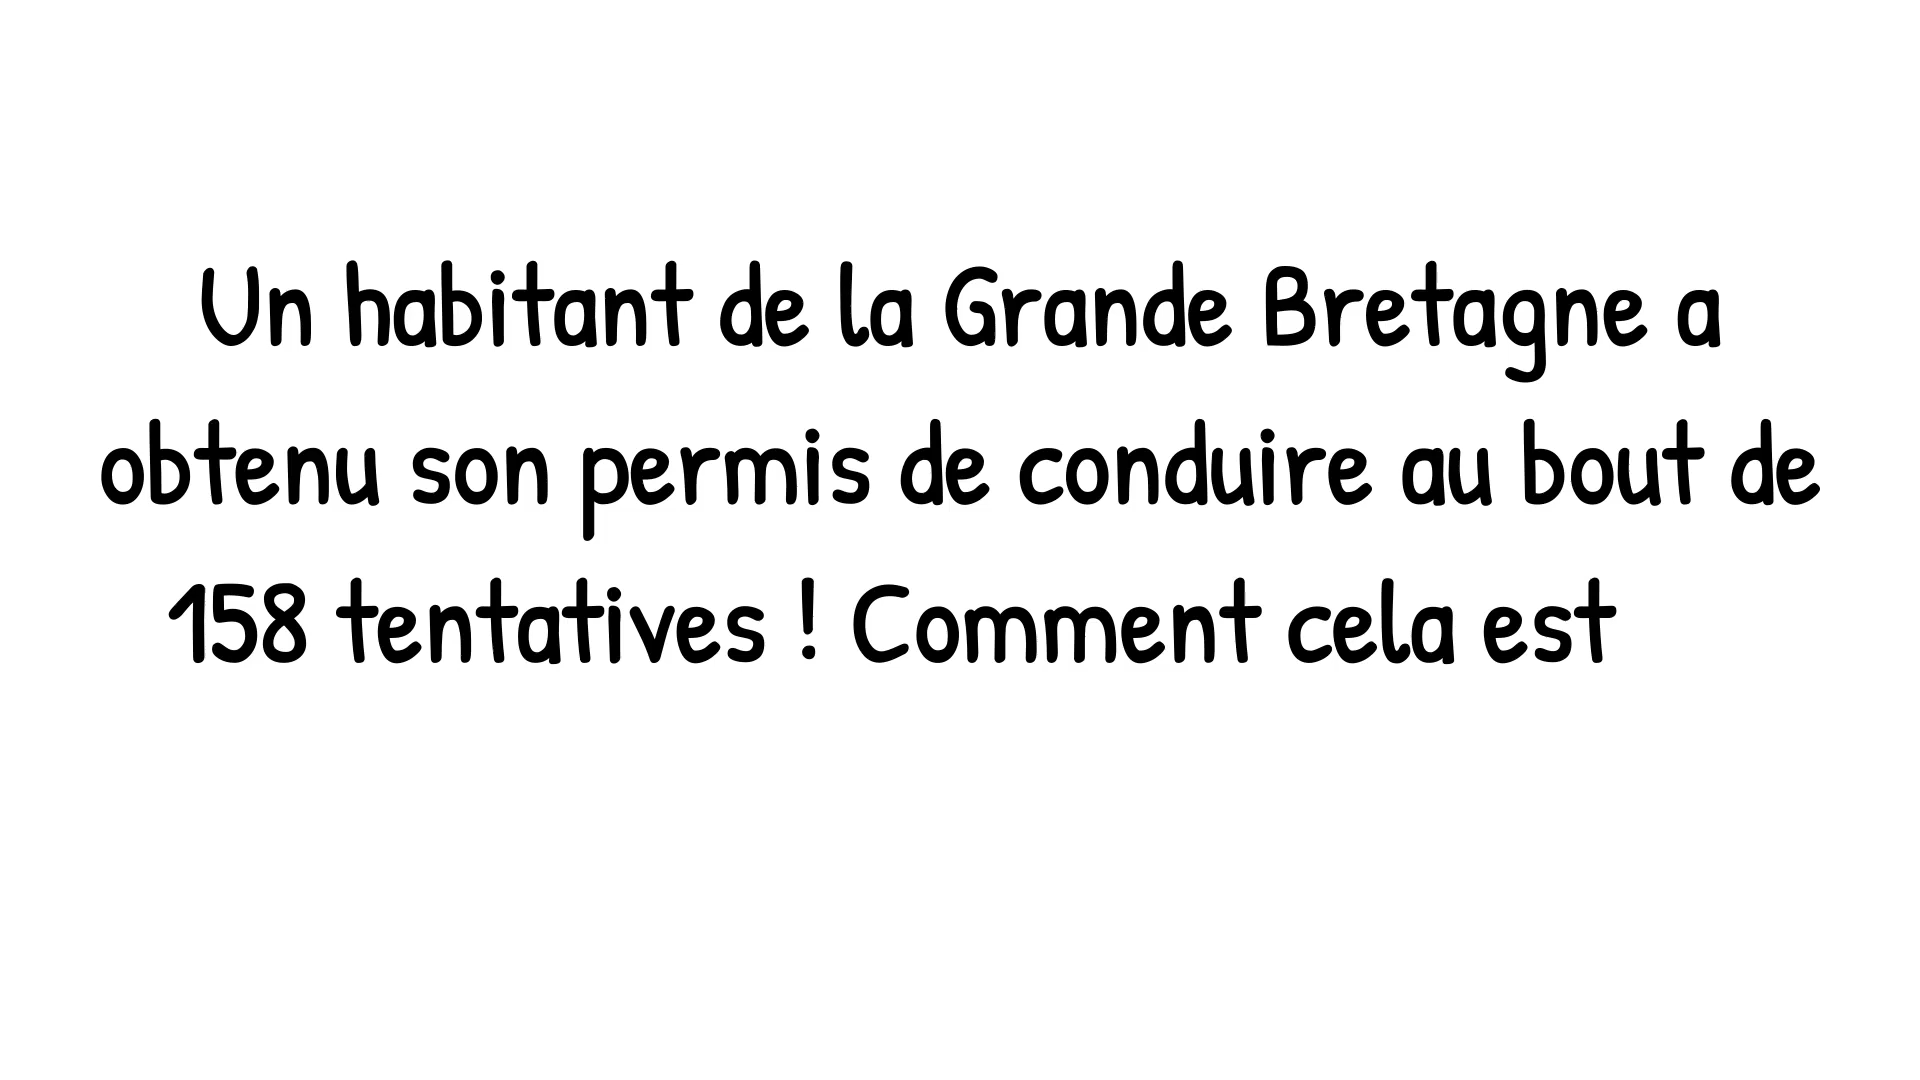 Un habitant de la Grande Bretagne a
obtenu son permis de conduire au bout de
158 tentatives ! Comment cela est